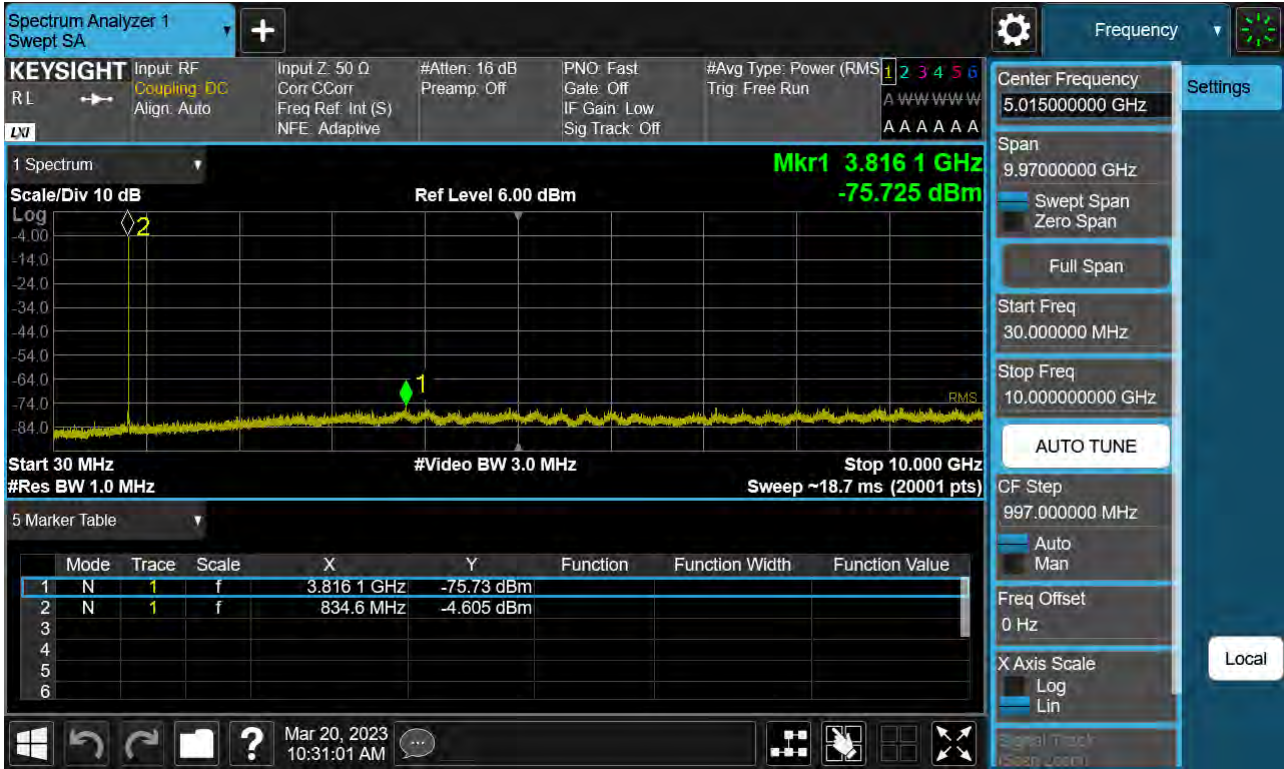 Spectrum Analyzer 1
Swept SA
+
Frequency
KEYSIGHT
RL
LXI
Input: RF
Coupling: DC
Align: Auto
Input Z: 50 Ω
Corr CCorr
Freq Ref: Int (S)
NFE: Adaptive
#Atten: 16 dB
Preamp: Off
PNO: Fast
Gate: Off
IF Gain: Low
Sig Track: Off
#Avg Type: Power (RMS
Trig: Free Run
1 2 3 4 5 6
A W W W W W
A A A A A A
1 Spectrum
Mkr1 3.816 1 GHz
-75.725 dBm
Scale/Div 10 dB
Ref Level 6.00 dBm
Log
-4.00
-14.0
-24.0
-34.0
-44.0
-54.0
-64.0
-74.0
-84.0
2
1
RMS
Start 30 MHz
#Video BW 3.0 MHz
Stop 10.000 GHz
#Res BW 1.0 MHz
Sweep ~18.7 ms (20001 pts)
5 Marker Table
Mode Trace Scale X Y Function Function Width Function Value
1 N 1 f 3.816 1 GHz -75.73 dBm
2 N 1 f 834.6 MHz -4.605 dBm
3
4
5
6
Center Frequency
5.015000000 GHz
Settings
Span
9.97000000 GHz
Swept Span
Zero Span
Full Span
Start Freq
30.000000 MHz
Stop Freq
10.000000000 GHz
AUTO TUNE
CF Step
997.000000 MHz
Auto
Man
Freq Offset
0 Hz
X Axis Scale
Log
Lin
Signal Track
(Span Zoom)
Local
?
Mar 20, 2023
10:31:01 AM